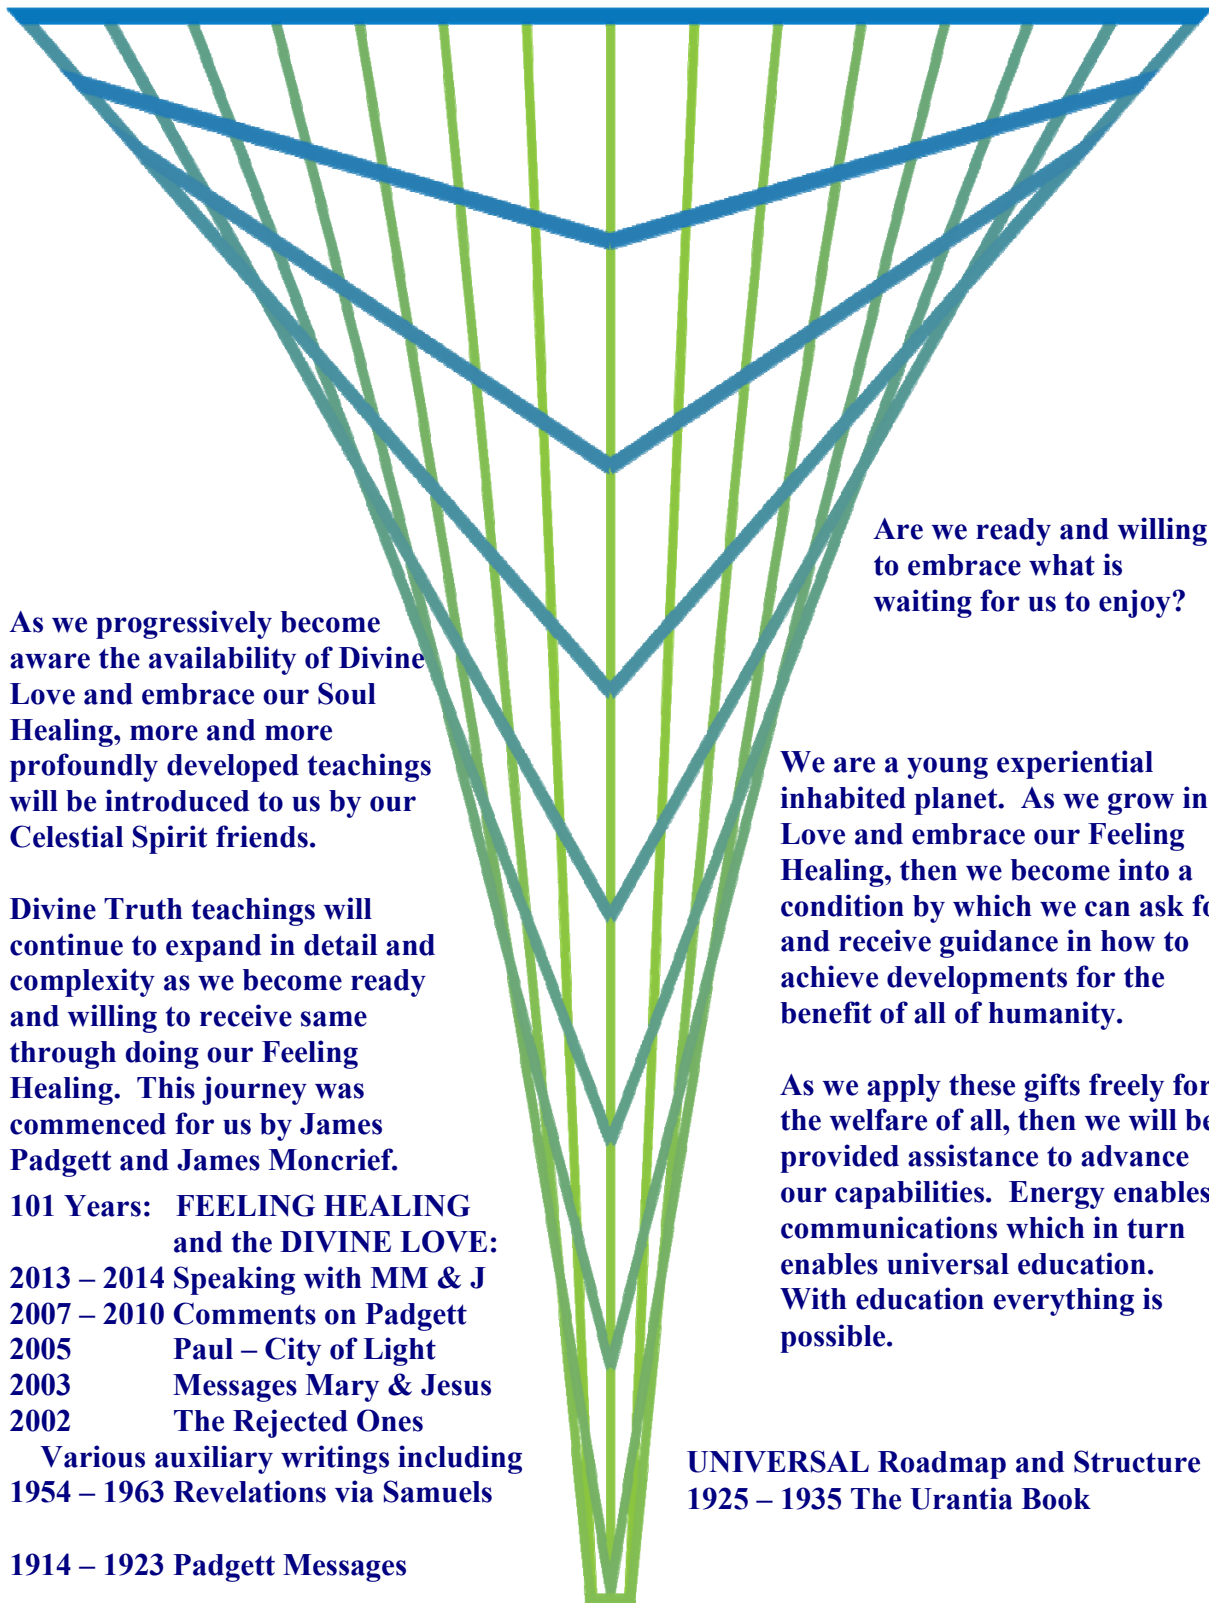 As we progressively become
aware the availability of Divine
Love and embrace our Soul
Healing, more and more
profoundly developed teachings
will be introduced to us by our
Celestial Spirit friends.
Divine Truth teachings will
continue to expand in detail and
complexity as we become ready
and willing to receive same
through doing our Feeling
Healing.  This journey was
commenced for us by James
Padgett and James Moncrief.
101 Years:   FEELING HEALING
and the DIVINE LOVE:
2013 – 2014 Speaking with MM & J
2007 – 2010 Comments on Padgett
2005 Paul – City of Light
2003 Messages Mary & Jesus
2002 The Rejected Ones
Various auxiliary writings including
1954 – 1963 Revelations via Samuels
1914 – 1923 Padgett Messages
Are we ready and willing
to embrace what is
waiting for us to enjoy?
We are a young experiential
inhabited planet.  As we grow in
Love and embrace our Feeling
Healing, then we become into a
condition by which we can ask fo
and receive guidance in how to
achieve developments for the
benefit of all of humanity.
As we apply these gifts freely for
the welfare of all, then we will be
provided assistance to advance
our capabilities.  Energy enables
communications which in turn
enables universal education.
With education everything is
possible.
UNIVERSAL Roadmap and Structure
1925 – 1935 The Urantia Book